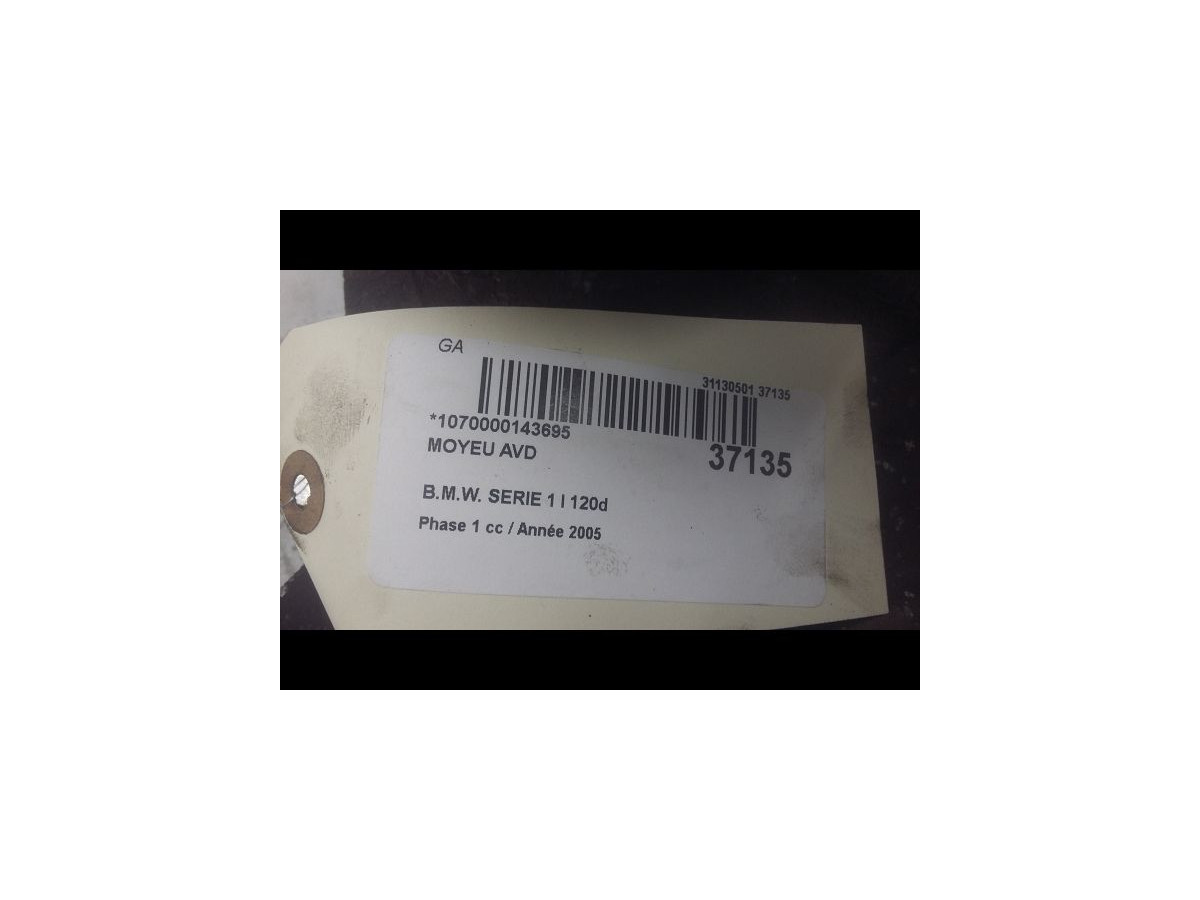 GA
31130501 37135
*1070000143695
37135
MOYEU AVD
B.M.W. SERIE 1 I 120d
Phase 1 cc / Année 2005